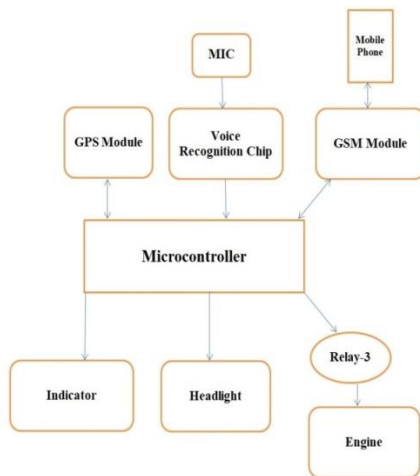 Mobile
Phone
MIC
GPS Module
Voice
Recognition Chip
GSM Module
Microcontroller
Relay-3
Indicator
Headlight
Engine